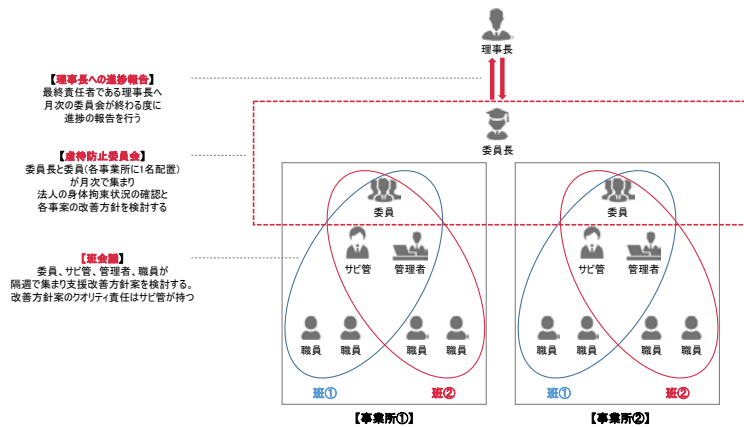 理事長
【理事長への進捗報告】
最終責任者である理事長へ
月次の委員会が終わる度に
進捗の報告を行う
委員長
【虐待防止委員会】
委員長と委員(各事業所に1名配置)
が月次で集まり
法人の身体拘束状況の確認と
各事案の改善方針を検討する
委員
委員
【班会議】
委員、サビ管、管理者、職員が
隔週で集まり支援改善方針案を検討する。
改善方針案のクオリティ責任はサビ管が持つ
サビ管
管理者
サビ管
管理者
職員
職員
職員
職員
職員
職員
職員
職員
班①
班②
班①
班②
【事業所①】
【事業所②】